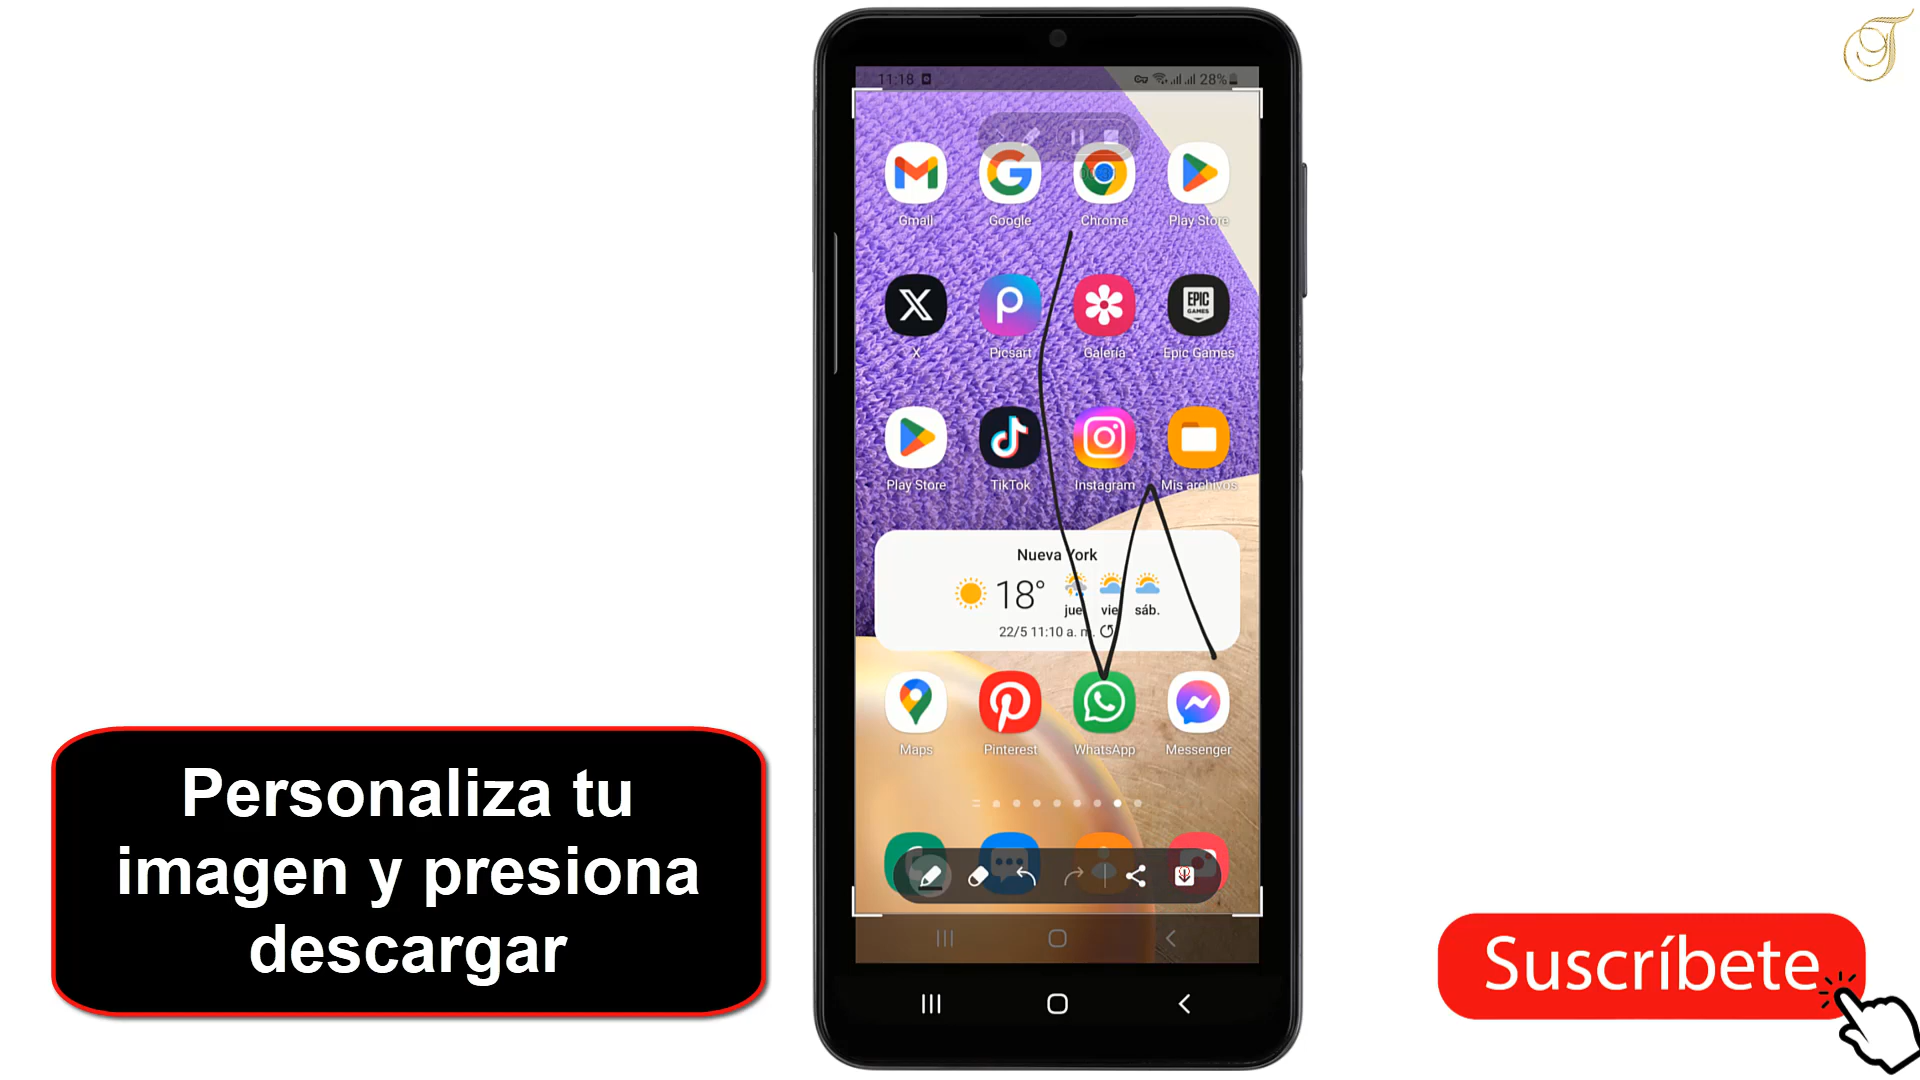 11:18
28%
Gmail Google Chrome Play Store
EPIC
GAMES
X Picsart Galería Epic Games
Play Store TikTok Instagram Mis archivos
Nueva York
18°
jue. vie. sáb.
22/5 11:10 a. m.
Maps Pinterest WhatsApp Messenger
Personaliza tu
imagen y presiona
descargar
Suscríbete